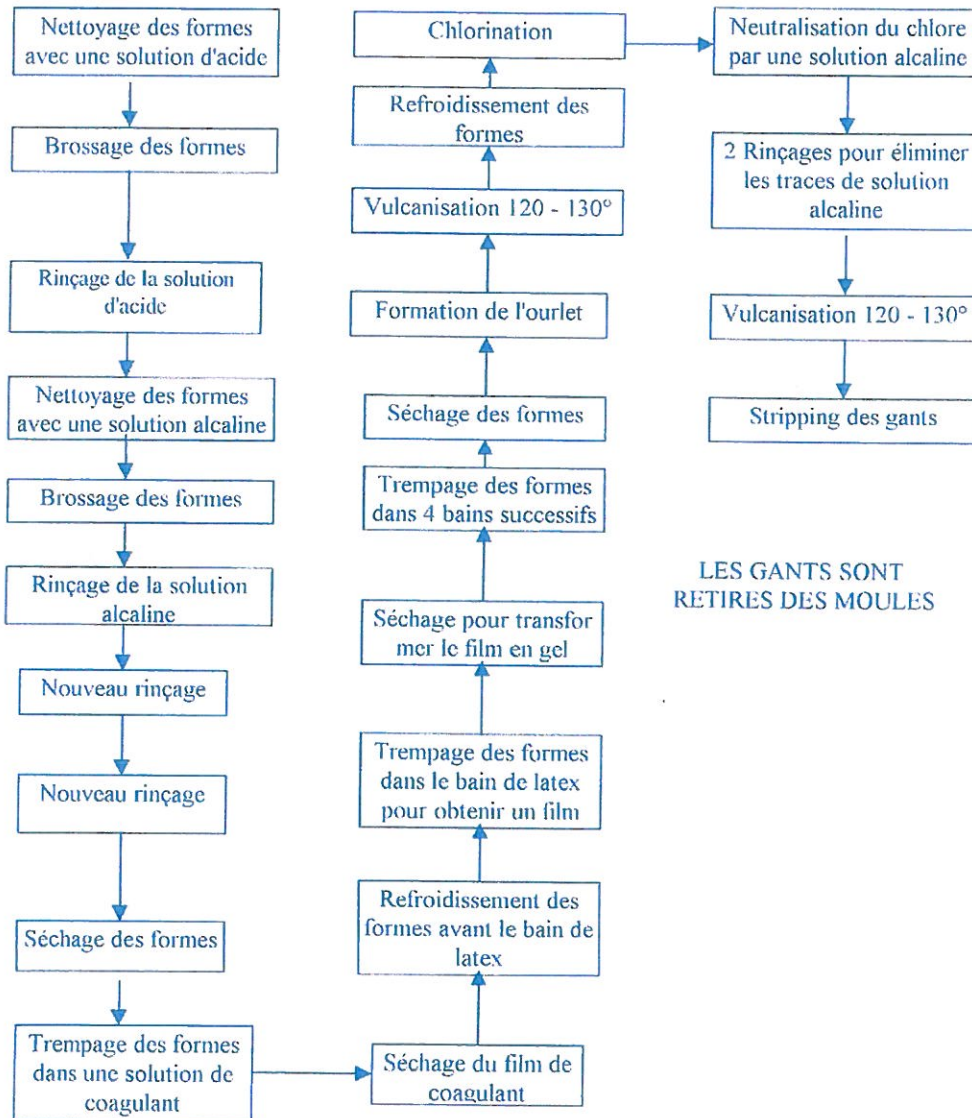 Nettoyage des formes
avec une solution d'acide
Brossage des formes
Rinçage de la solution
d'acide
Nettoyage des formes
avec une solution alcaline
Brossage des formes
Rinçage de la solution
alcaline
Nouveau rinçage
Nouveau rinçage
Séchage des formes
Trempage des formes
dans une solution de
coagulant
Séchage du film de
coagulant
Refroidissement des
formes avant le bain de
latex
Trempage des formes
dans le bain de latex
pour obtenir un film
Séchage pour transfor
mer le film en gel
Trempage des formes
dans 4 bains successifs
Séchage des formes
Formation de l'ourlet
Vulcanisation 120 - 130°
Refroidissement des
formes
Chlorination
Neutralisation du chlore
par une solution alcaline
2 Rinçages pour éliminer
les traces de solution
alcaline
Vulcanisation 120 - 130°
Stripping des gants
LES GANTS SONT
RETIRES DES MOULES